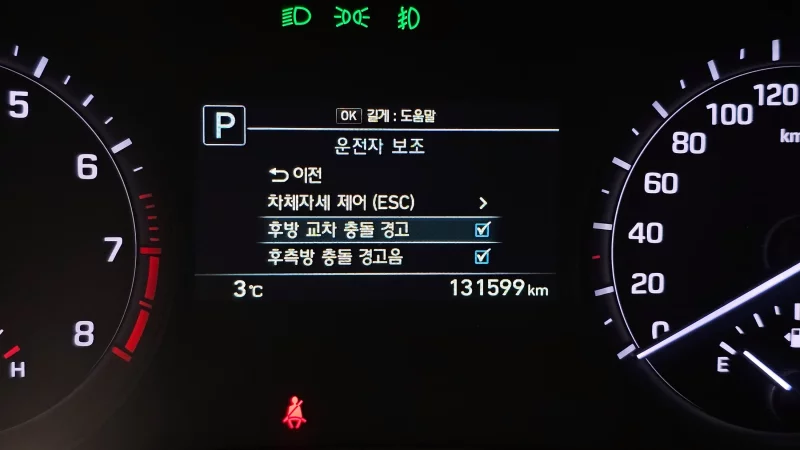 P
OK 길게 : 도움말
운전자 보조
이전
차체자세 제어 (ESC)
후방 교차 충돌 경고
후측방 충돌 경고음
3℃
131599 km
5
6
7
8
H
120
100
80
60
40
20
0
km
E